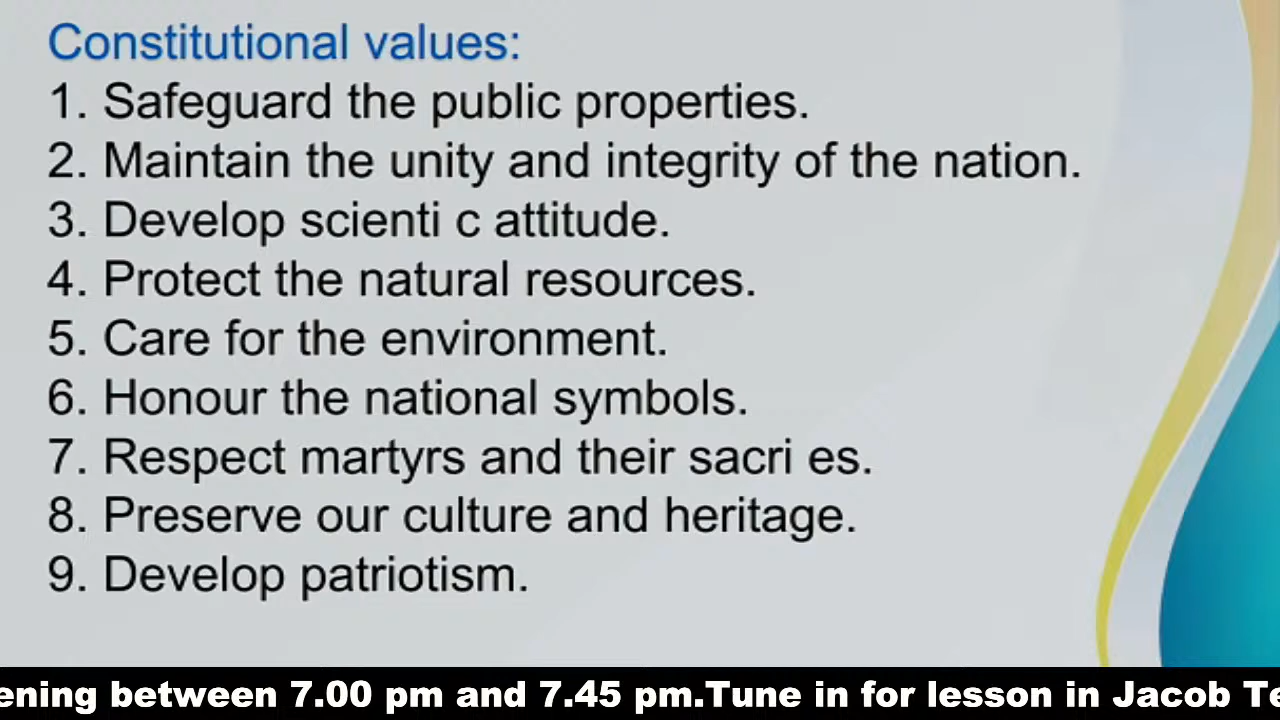 Constitutional values:
1. Safeguard the public properties.
2. Maintain the unity and integrity of the nation.
3. Develop scienti c attitude.
4. Protect the natural resources.
5. Care for the environment.
6. Honour the national symbols.
7. Respect martyrs and their sacri es.
8. Preserve our culture and heritage.
9. Develop patriotism.
ening between 7.00 pm and 7.45 pm.Tune in for lesson in Jacob Te